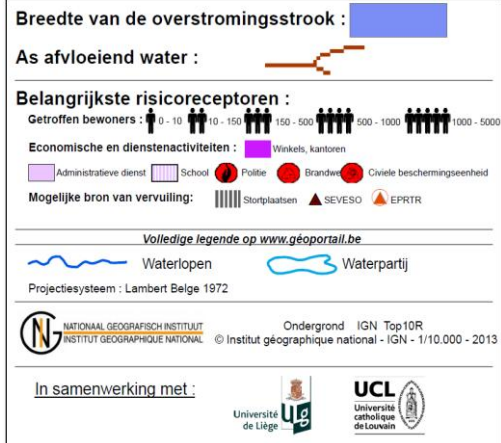 Breedte van de overstromingsstrook :
As afvloeiend water :
Belangrijkste risicoreceptoren :
Getroffen bewoners : 0 - 10 10 - 150 150 - 500 500 - 1000 1000 - 5000
Economische en dienstenactiviteiten : Winkels, kantoren
Administratieve dienst School Politie Brandwe Civiele beschermingseenheid
Mogelijke bron van vervuiling: Stortplaatsen SEVESO EPRTR
Volledige legende op www.géoportail.be
Waterlopen Waterpartij
Projectiesysteem : Lambert Belge 1972
NGI
NATIONAAL GEOGRAFISCH INSTITUUT
INSTITUT GEOGRAPHIQUE NATIONAL
Ondergrond IGN Top10R
© Institut géographique national - IGN - 1/10.000 - 2013
In samenwerking met :
Université
de Liège
ULg
UCL
Université
catholique
de Louvain